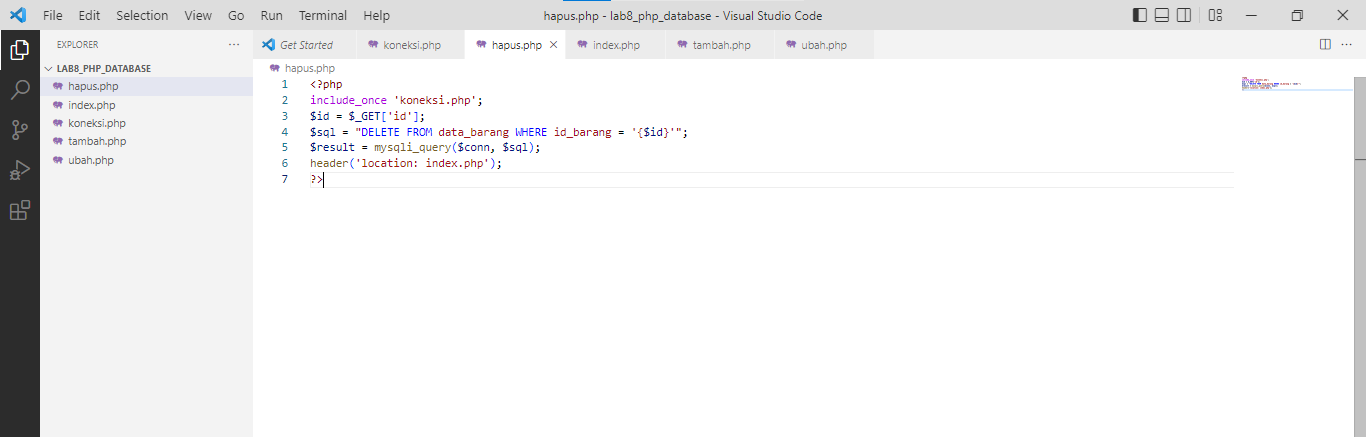 File Edit Selection View Go Run Terminal Help hapus.php - lab8_php_database - Visual Studio Code
EXPLORER ···
Get Started koneksi.php hapus.php index.php tambah.php ubah.php
LAB8_PHP_DATABASE
hapus.php
index.php
koneksi.php
tambah.php
ubah.php
hapus.php
1 <?php
2 include_once 'koneksi.php';
3 $id = $_GET['id'];
4 $sql = "DELETE FROM data_barang WHERE id_barang = '{$id}'";
5 $result = mysqli_query($conn, $sql);
6 header('location: index.php');
7 ?>